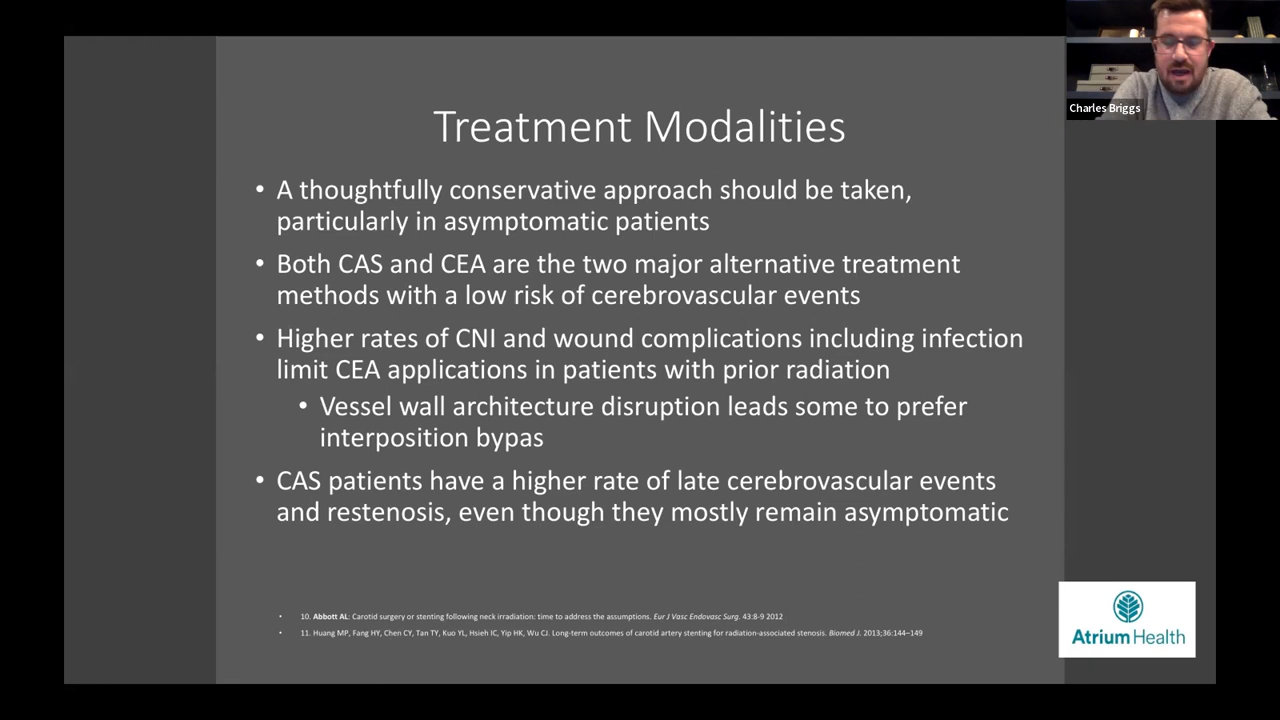 Charles Briggs
Treatment Modalities
• A thoughtfully conservative approach should be taken,
particularly in asymptomatic patients
• Both CAS and CEA are the two major alternative treatment
methods with a low risk of cerebrovascular events
• Higher rates of CNI and wound complications including infection
limit CEA applications in patients with prior radiation
• Vessel wall architecture disruption leads some to prefer
interposition bypas
• CAS patients have a higher rate of late cerebrovascular events
and restenosis, even though they mostly remain asymptomatic
• 10. Abbott AL: Carotid surgery or stenting following neck irradiation: time to address the assumptions. Eur J Vasc Endovasc Surg. 43:8-9 2012
• 11. Huang MP, Fang HY, Chen CY, Tan TY, Kuo YL, Hsieh IC, Yip HK, Wu CJ. Long-term outcomes of carotid artery stenting for radiation-associated stenosis. Biomed J. 2013;36:144–149
Atrium Health